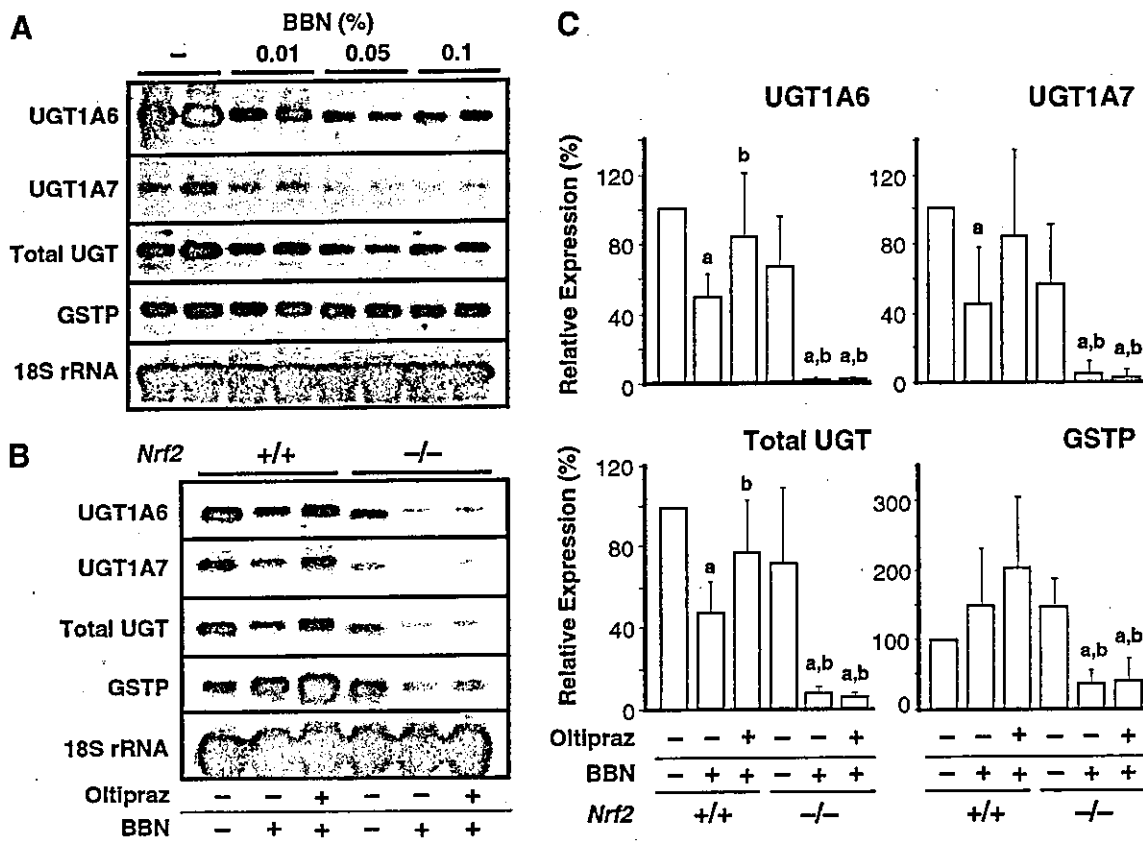 A
BBN (%)
– 0.01 0.05 0.1
UGT1A6
UGT1A7
Total UGT
GSTP
18S rRNA
B
Nrf2 +/+ –/–
UGT1A6
UGT1A7
Total UGT
GSTP
18S rRNA
Oltipraz – – + – – +
BBN – + + – + +
C
UGT1A6
Relative Expression (%)
120
80
40
0
a
b
a,b a,b
UGT1A7
120
80
40
0
a
a,b a,b
Total UGT
Relative Expression (%)
120
80
40
0
a
b
a,b a,b
GSTP
300
200
100
0
a,b a,b
Oltipraz – – + – – + – – + – – +
BBN – + + – + + – + + – + +
Nrf2 +/+ –/– +/+ –/–